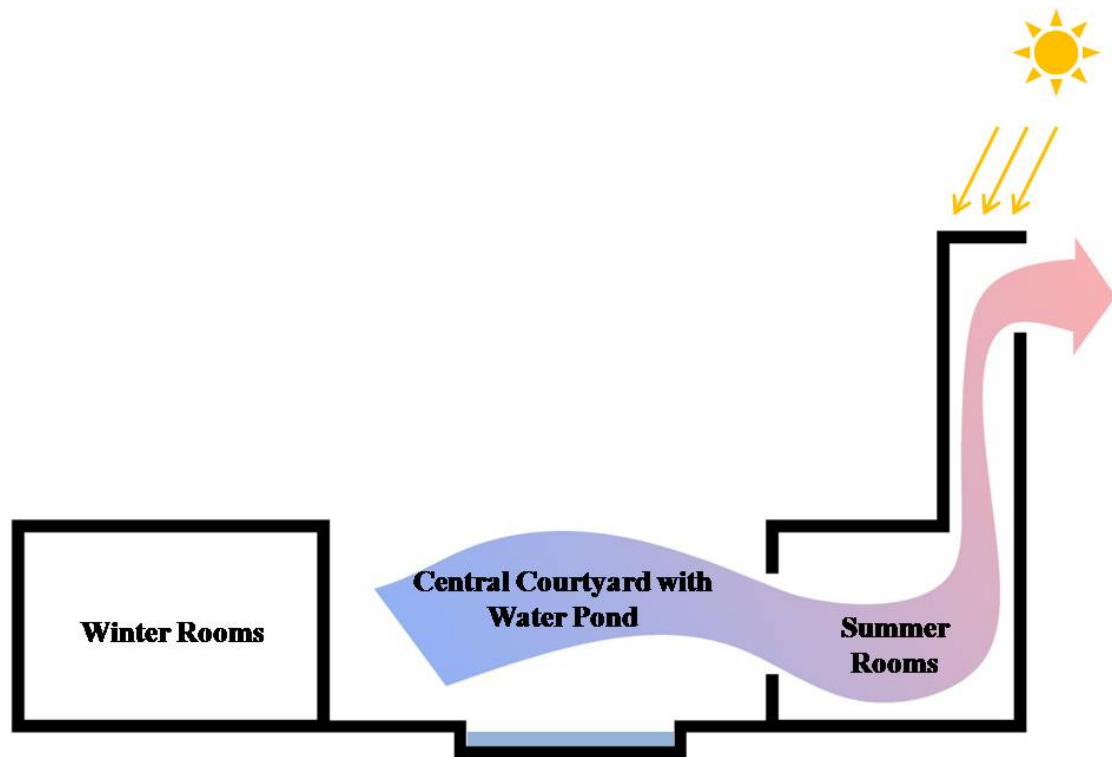 Central Courtyard with
Water Pond
Winter Rooms
Summer
Rooms